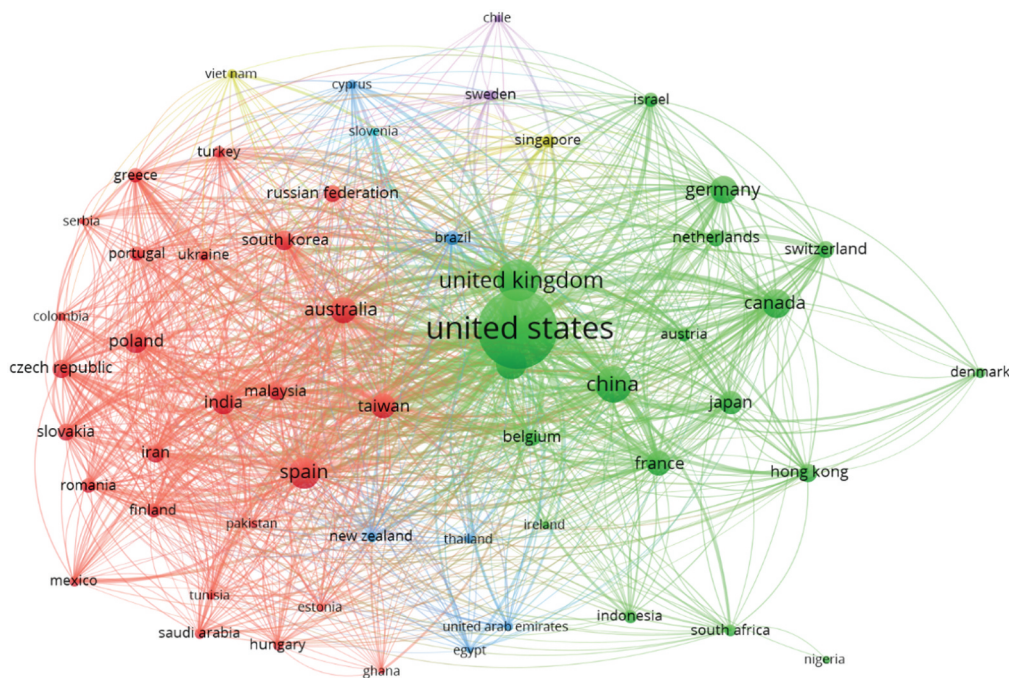 chile
viet nam
cyprus
sweden
israel
slovenia
singapore
turkey
greece
russian federation
germany
serbia
portugal
ukraine
south korea
brazil
netherlands
switzerland
united kingdom
colombia
australia
canada
united states
austria
poland
czech republic
denmark
china
malaysia
india
taiwan
japan
slovakia
belgium
iran
spain
france
hong kong
romania
finland
pakistan
new zealand
thailand
ireland
mexico
tunisia
estonia
indonesia
saudi arabia
hungary
united arab emirates
south africa
egypt
nigeria
ghana